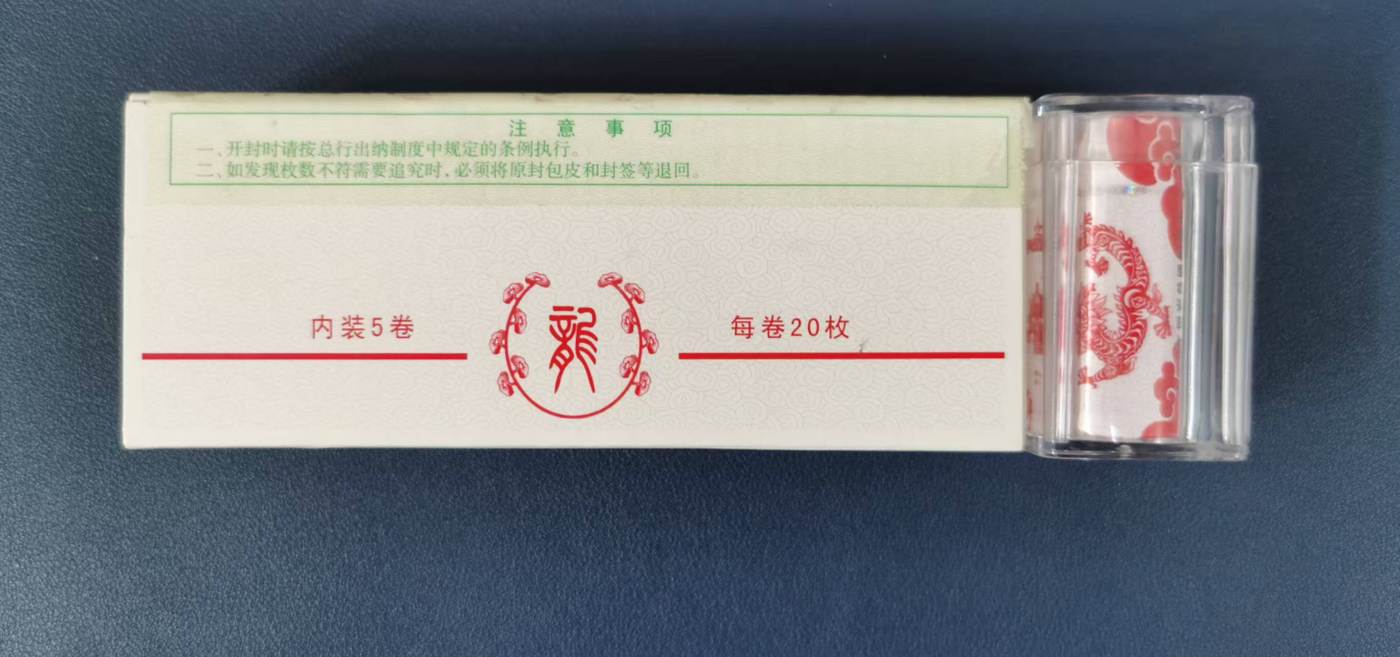 注意事项
一、开封时请按总行出纳制度中规定的条例执行。
二、如发现枚数不符需要追究时，必须将原封包皮和封签等退回。
内装5卷
龍
每卷20枚